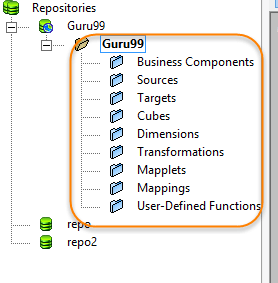 Repositories
Guru99
Guru99
Business Components
Sources
Targets
Cubes
Dimensions
Transformations
Mapplets
Mappings
User-Defined Functions
repo
repo2